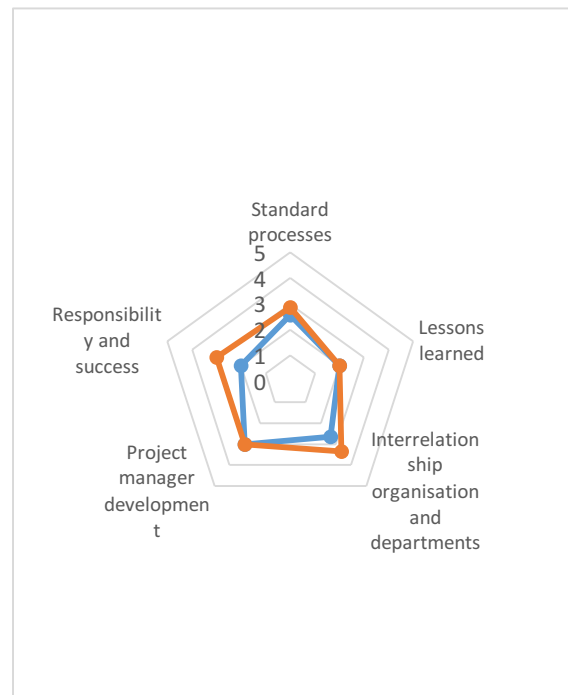 Standard
processes
5
4
3
2
1
0
Lessons
learned
Interrelation
ship
organisation
and
departments
Project
manager
developmen
t
Responsibilit
y and
success